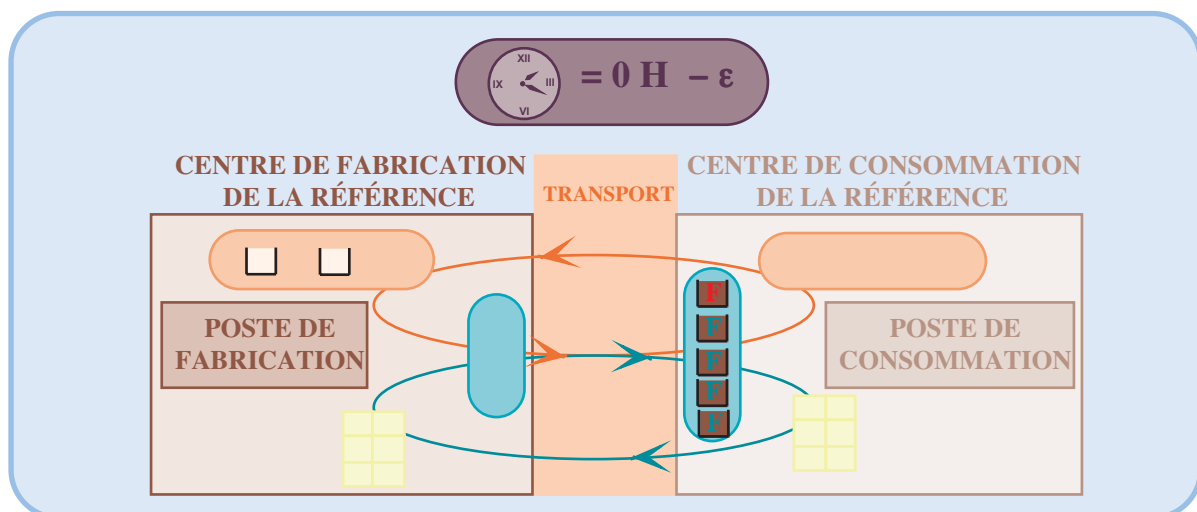 XII
IX III
VI
= 0 H – ε
CENTRE DE FABRICATION
DE LA RÉFÉRENCE
TRANSPORT
CENTRE DE CONSOMMATION
DE LA RÉFÉRENCE
POSTE DE
FABRICATION
F
F
F
F
F
POSTE DE
CONSOMMATION